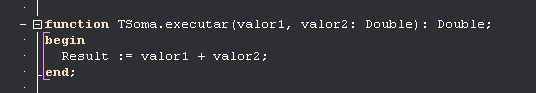 function TSoma.executar(valor1, valor2: Double): Double;
begin
  Result := valor1 + valor2;
end;